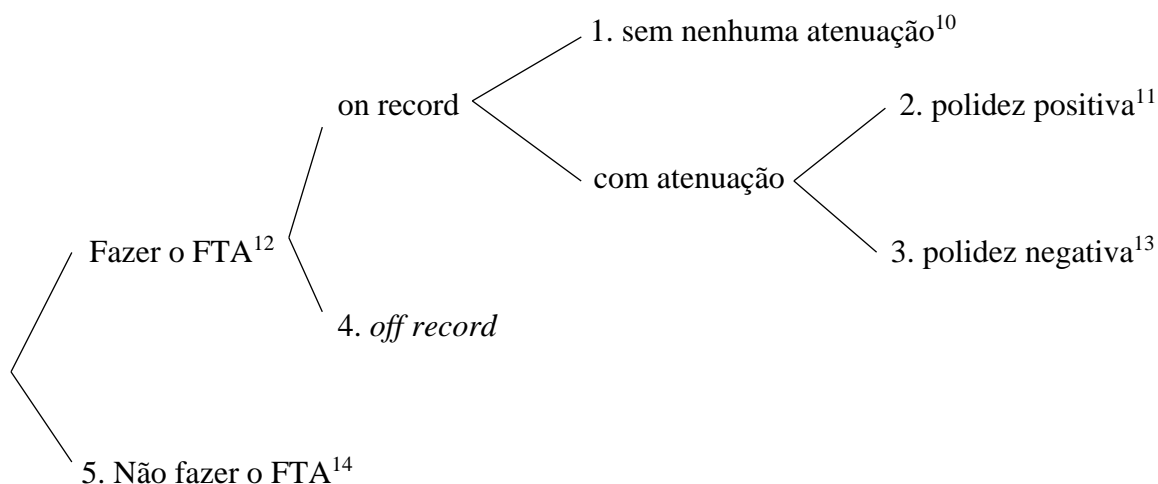 1. sem nenhuma atenuação¹⁰
on record
2. polidez positiva¹¹
com atenuação
Fazer o FTA¹²
3. polidez negativa¹³
4. off record
5. Não fazer o FTA¹⁴